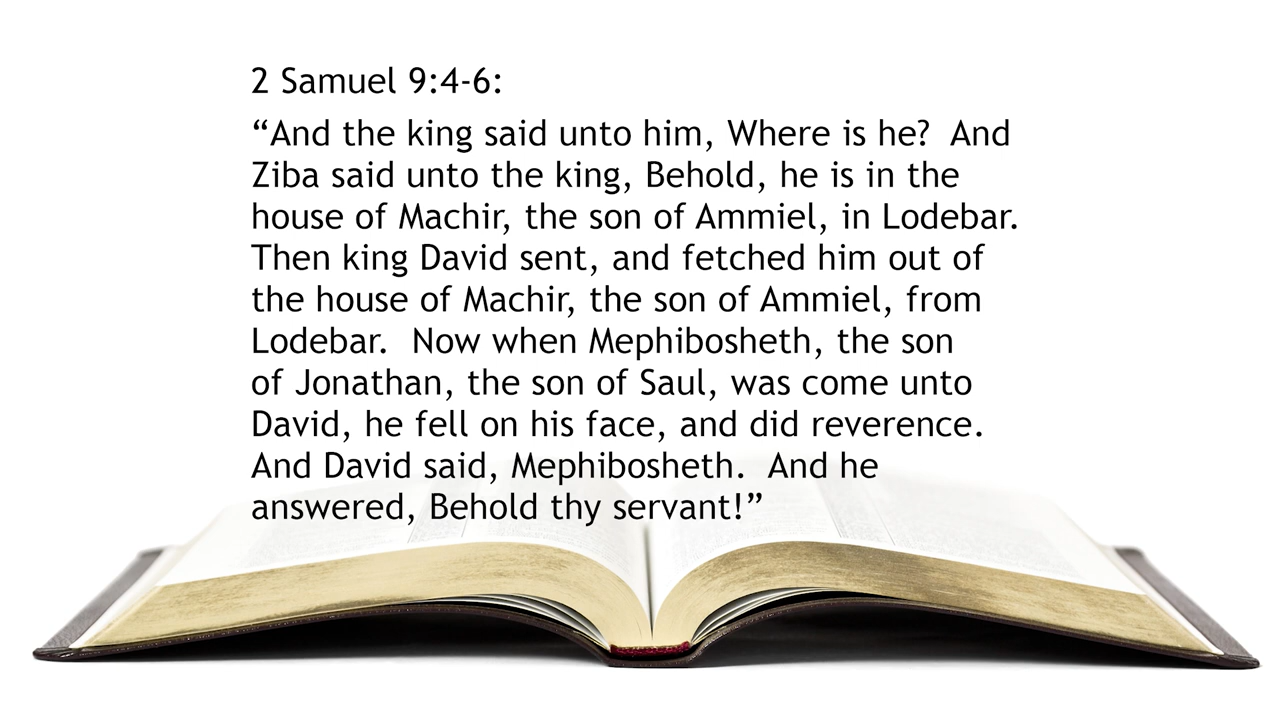 2 Samuel 9:4-6:
“And the king said unto him, Where is he?  And
Ziba said unto the king, Behold, he is in the
house of Machir, the son of Ammiel, in Lodebar.
Then king David sent, and fetched him out of
the house of Machir, the son of Ammiel, from
Lodebar.  Now when Mephibosheth, the son
of Jonathan, the son of Saul, was come unto
David, he fell on his face, and did reverence.
And David said, Mephibosheth.  And he
answered, Behold thy servant!”